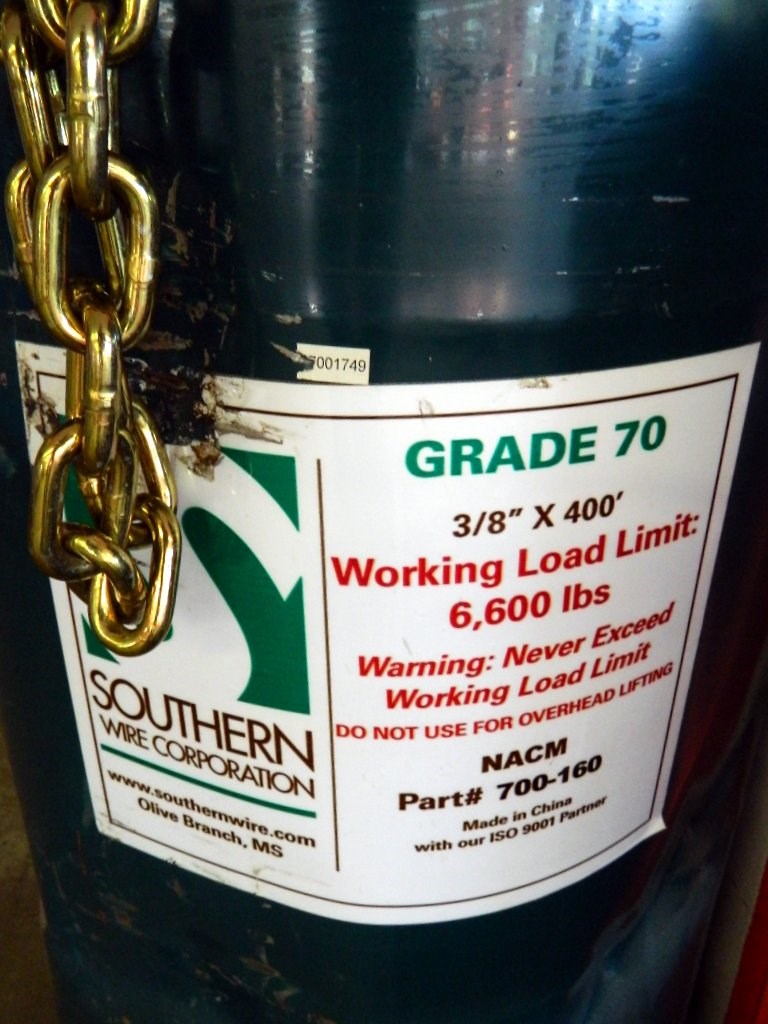 7001749
GRADE 70
3/8" X 400'
Working Load Limit:
6,600 lbs
Warning: Never Exceed
Working Load Limit
DO NOT USE FOR OVERHEAD LIFTING
NACM
Part# 700-160
Made in China
with our ISO 9001 Partner
SOUTHERN
WIRE CORPORATION
www.southernwire.com
Olive Branch, MS